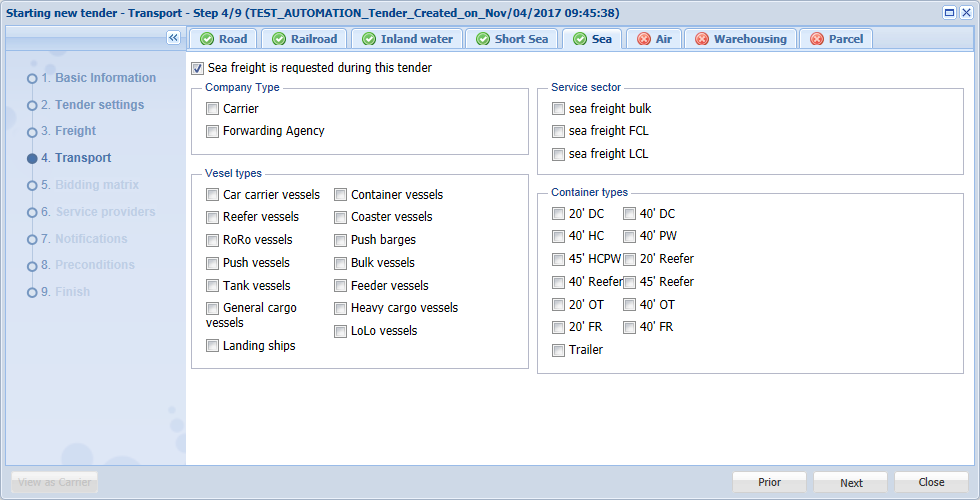 Starting new tender - Transport - Step 4/9 (TEST_AUTOMATION_Tender_Created_on_Nov/04/2017 09:45:38)
Road Railroad Inland water Short Sea Sea Air Warehousing Parcel
1. Basic Information
2. Tender settings
3. Freight
4. Transport
5. Bidding matrix
6. Service providers
7. Notifications
8. Preconditions
9. Finish
Sea freight is requested during this tender
Company Type
Carrier
Forwarding Agency
Service sector
sea freight bulk
sea freight FCL
sea freight LCL
Vesel types
Car carrier vessels Container vessels
Reefer vessels Coaster vessels
RoRo vessels Push barges
Push vessels Bulk vessels
Tank vessels Feeder vessels
General cargo Heavy cargo vessels
vessels
LoLo vessels
Landing ships
Container types
20' DC 40' DC
40' HC 40' PW
45' HCPW 20' Reefer
40' Reefer 45' Reefer
20' OT 40' OT
20' FR 40' FR
Trailer
View as Carrier Prior Next Close